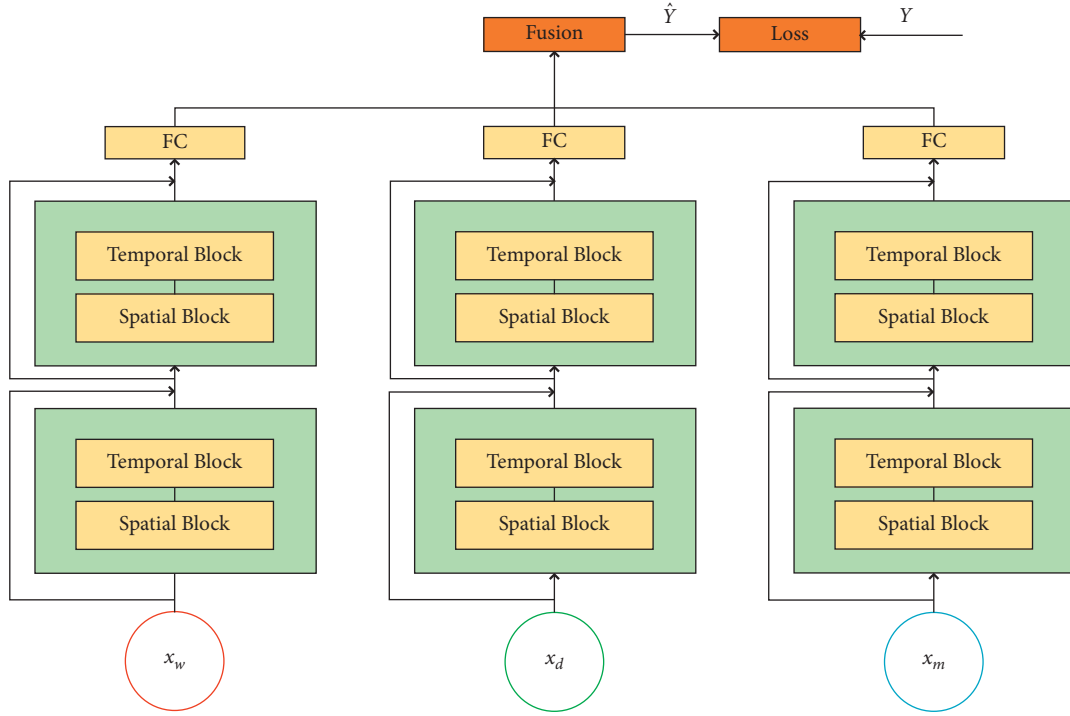 Ŷ
Y
Fusion
Loss
FC
FC
FC
Temporal Block
Temporal Block
Temporal Block
Spatial Block
Spatial Block
Spatial Block
Temporal Block
Temporal Block
Temporal Block
Spatial Block
Spatial Block
Spatial Block
x_w
x_d
x_m